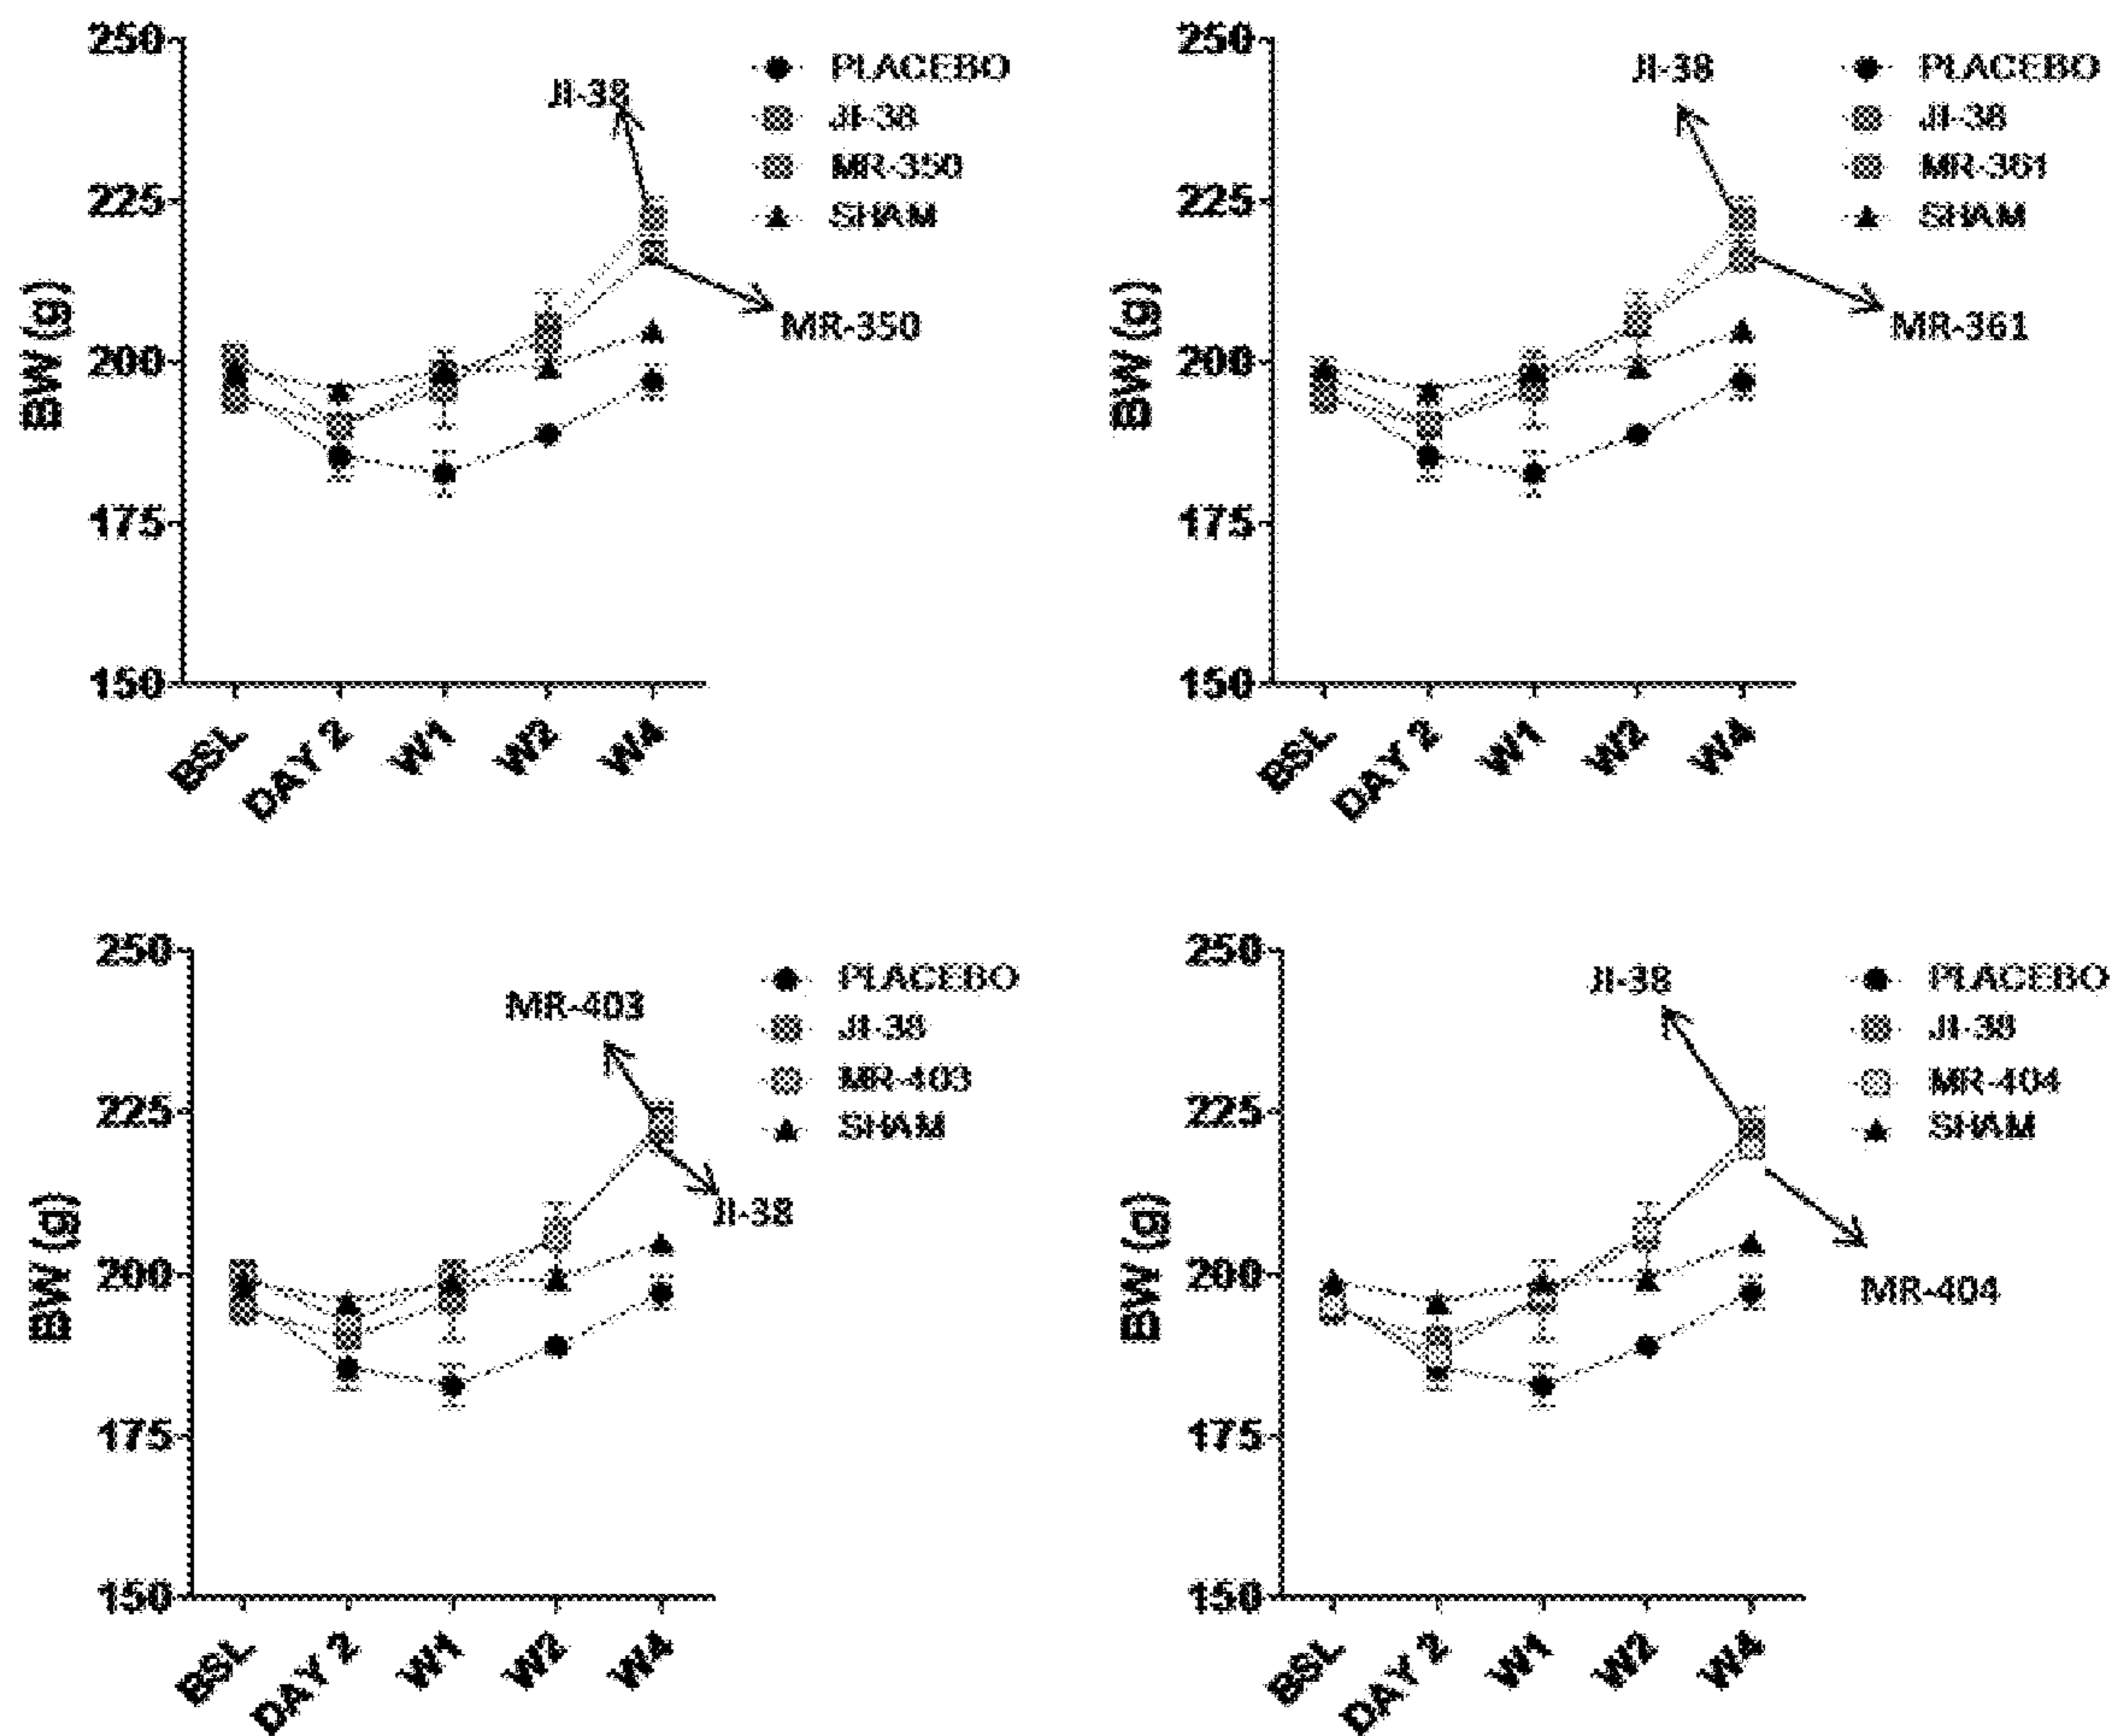 250
225
200
175
150
BW (g)
BSL
DAY 2
W1
W2
W4
JI-38
MR-350
PLACEBO
JI-38
MR-350
SHAM
250
225
200
175
150
BW (g)
BSL
DAY 2
W1
W2
W4
JI-38
MR-361
PLACEBO
JI-38
MR-361
SHAM
250
225
200
175
150
BW (g)
BSL
DAY 2
W1
W2
W4
MR-403
JI-38
PLACEBO
JI-38
MR-403
SHAM
250
225
200
175
150
BW (g)
BSL
DAY 2
W1
W2
W4
JI-38
MR-404
PLACEBO
JI-38
MR-404
SHAM